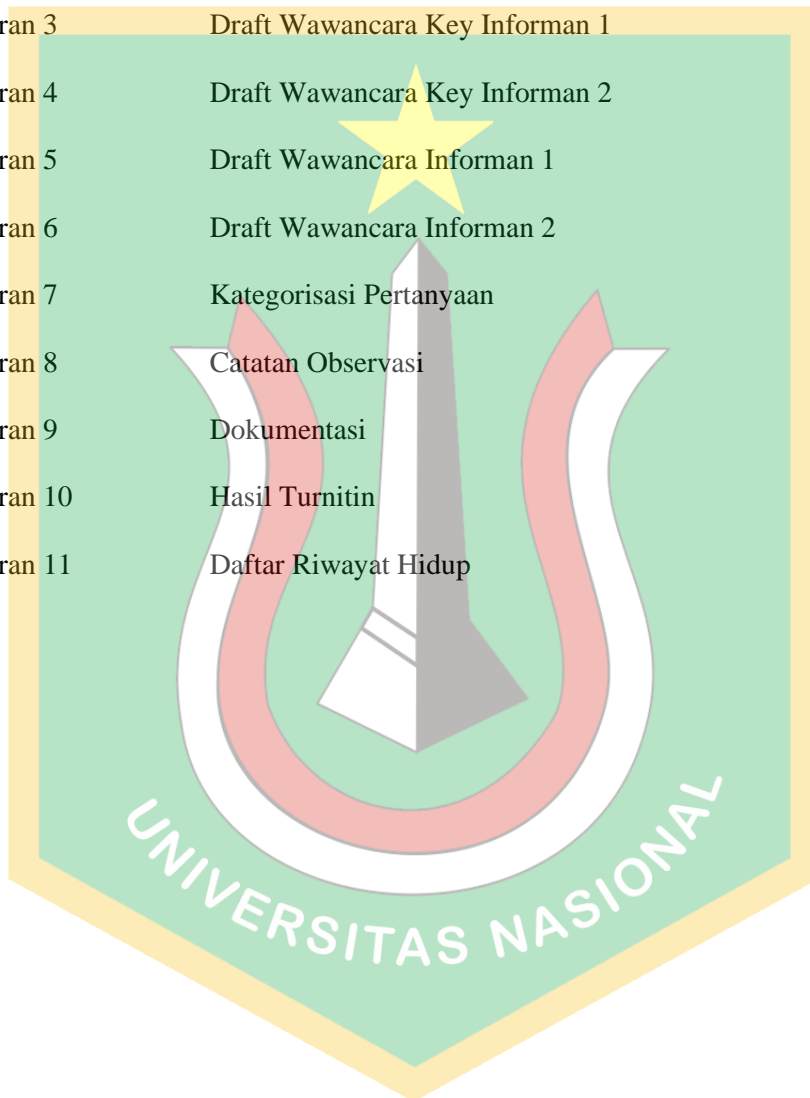 ran 3 Draft Wawancara Key Informan 1
ran 4 Draft Wawancara Key Informan 2
ran 5 Draft Wawancara Informan 1
ran 6 Draft Wawancara Informan 2
ran 7 Kategorisasi Pertanyaan
ran 8 Catatan Observasi
ran 9 Dokumentasi
ran 10 Hasil Turnitin
ran 11 Daftar Riwayat Hidup
UNIVERSITAS NASIONAL